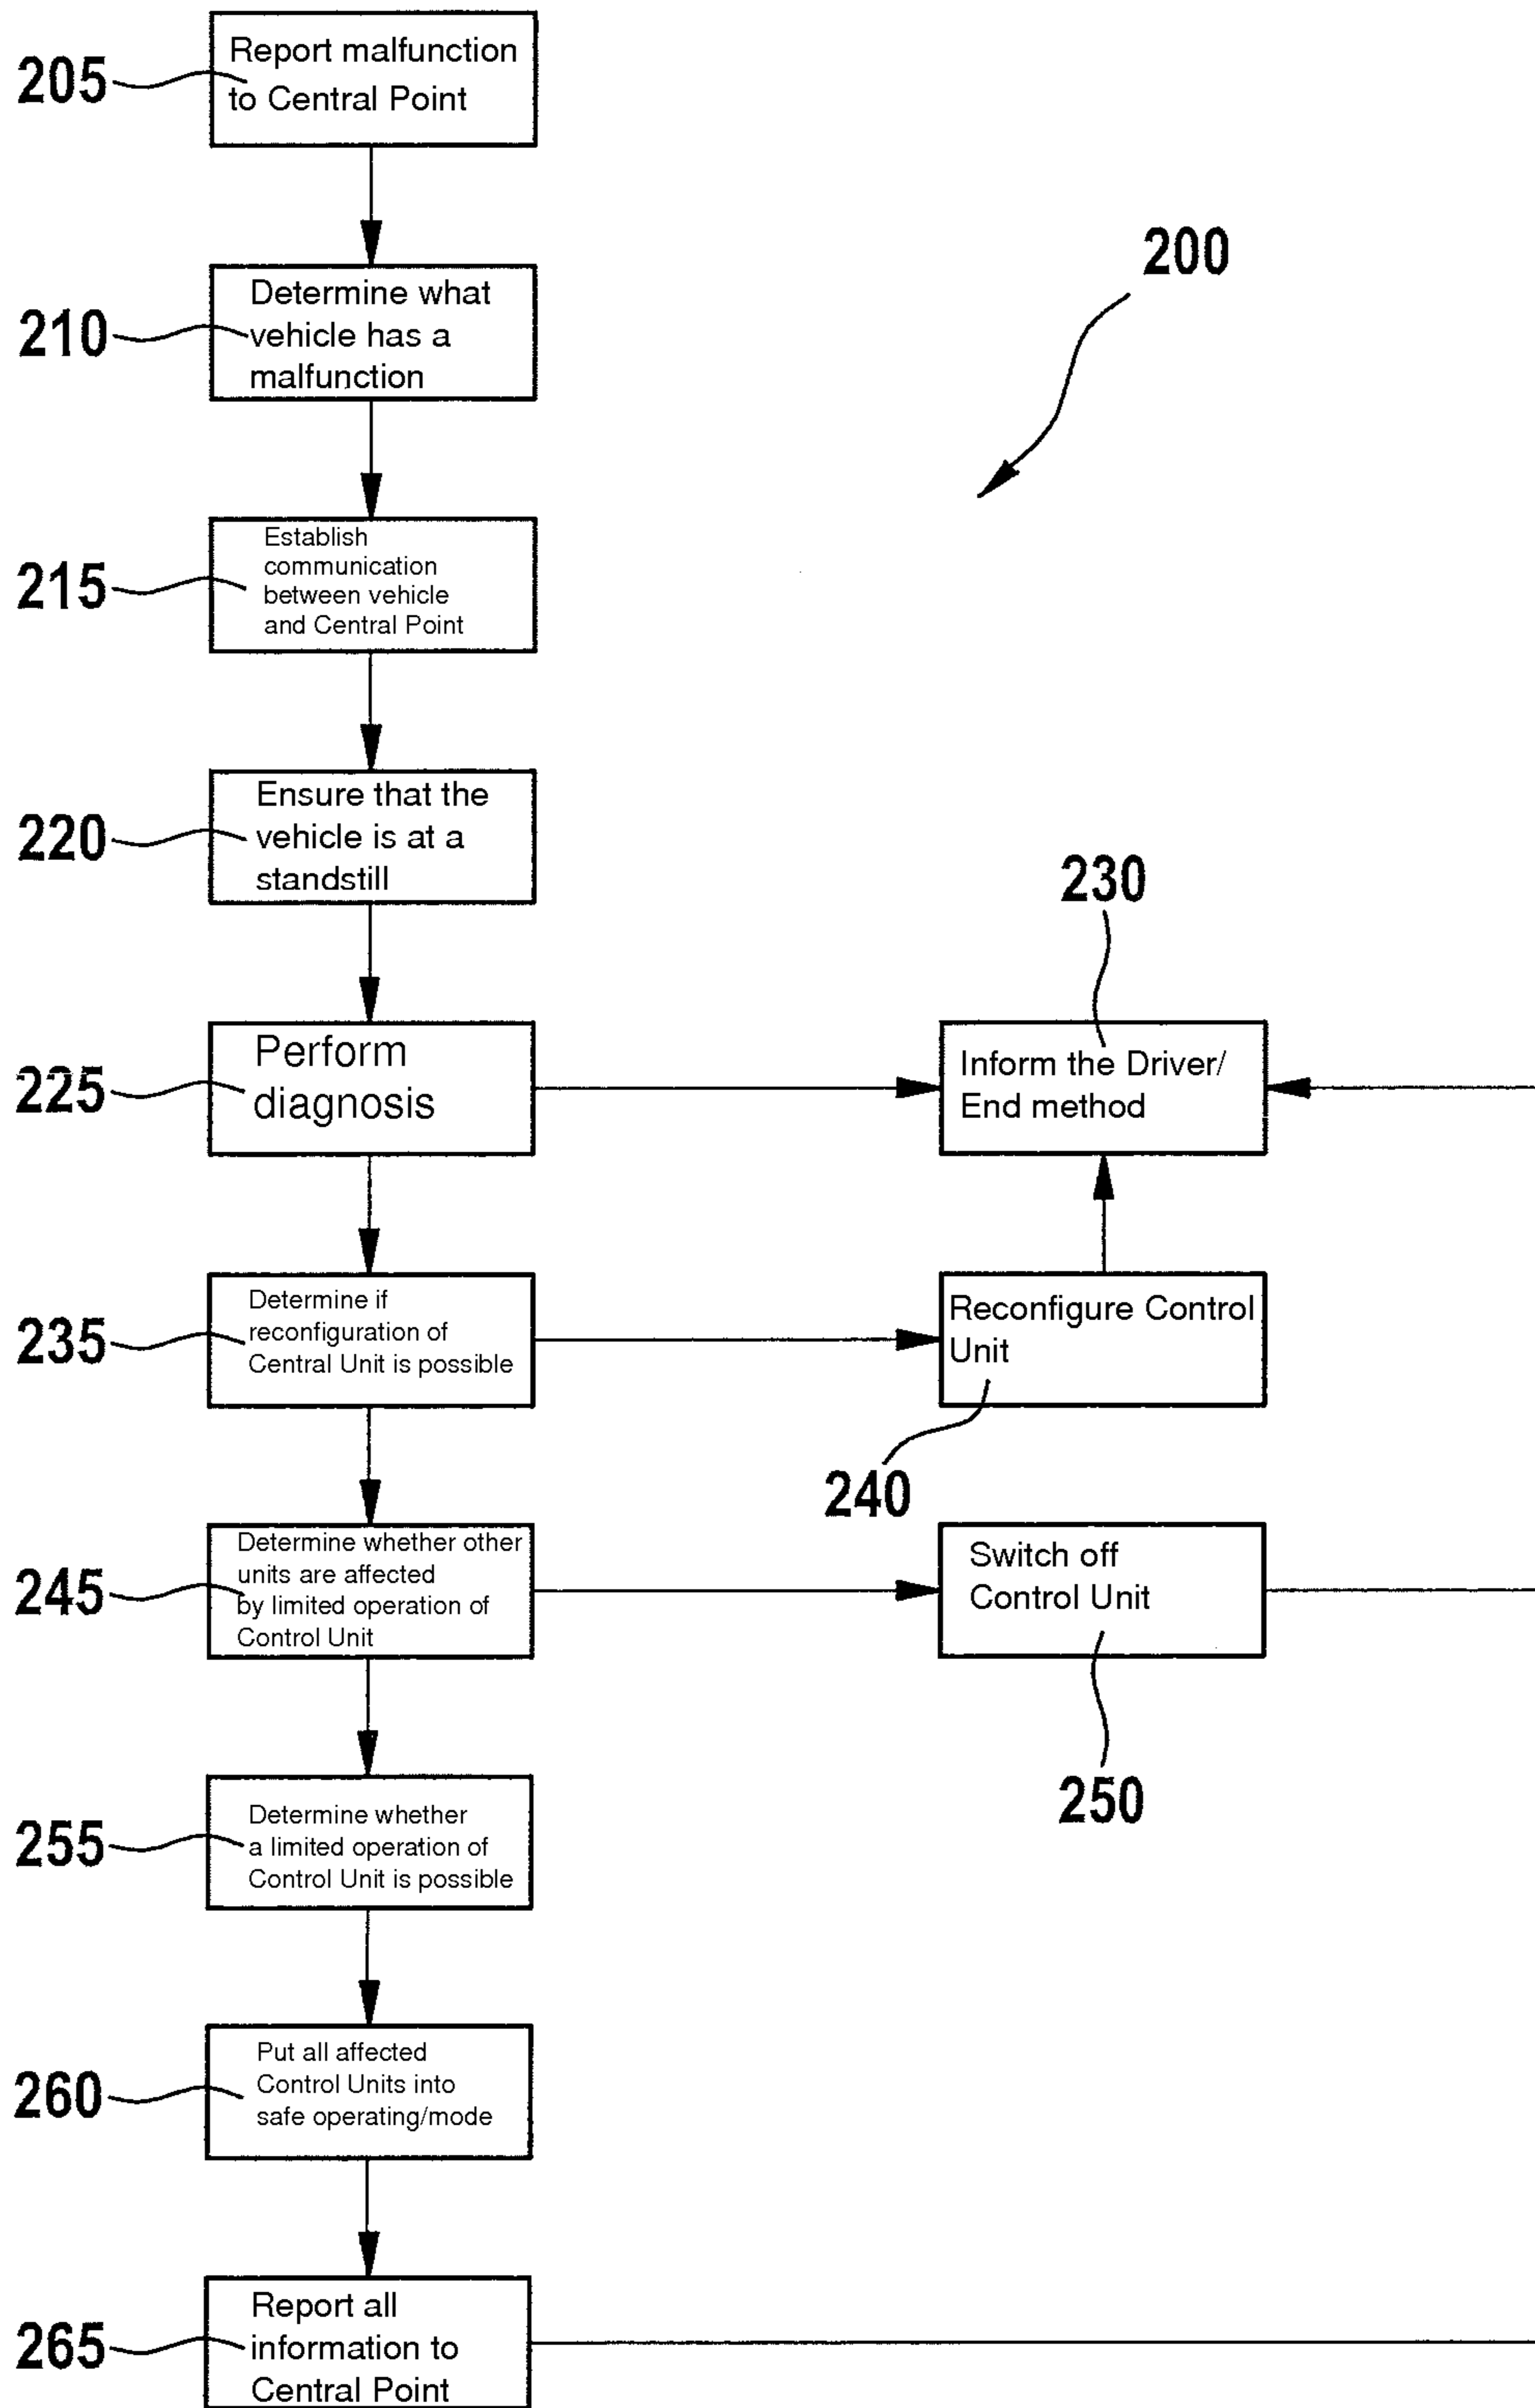 205
Report malfunction
to Central Point
200
210
Determine what
vehicle has a
malfunction
215
Establish
communication
between vehicle
and Central Point
220
Ensure that the
vehicle is at a
standstill
230
225
Perform
diagnosis
Inform the Driver/
End method
235
Determine if
reconfiguration of
Central Unit is possible
Reconfigure Control
Unit
240
245
Determine whether other
units are affected
by limited operation of
Control Unit
Switch off
Control Unit
250
255
Determine whether
a limited operation of
Control Unit is possible
260
Put all affected
Control Units into
safe operating/mode
265
Report all
information to
Central Point